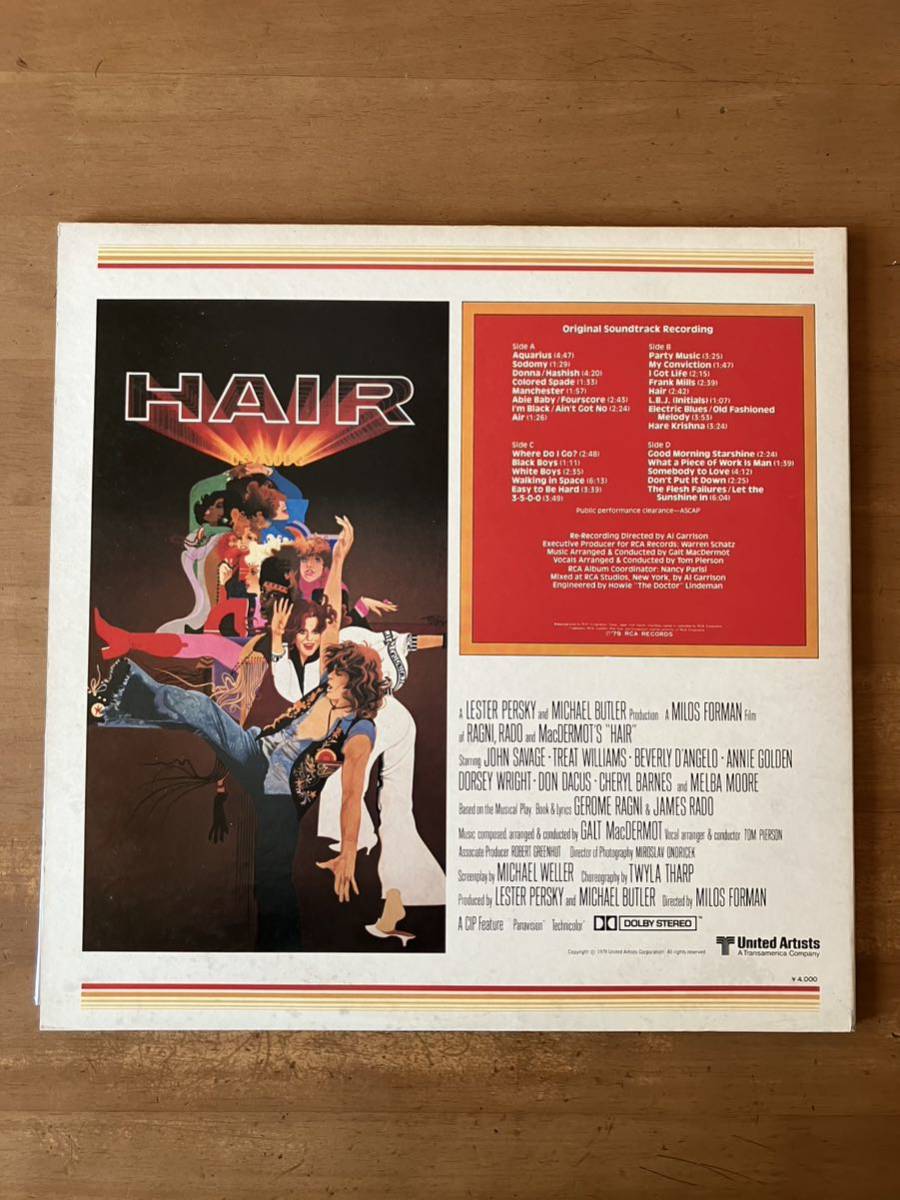 HAIR
Original Soundtrack Recording
Side A
Aquarius (4:47)
Sodomy (1:29)
Donna/Hashish (4:20)
Colored Spade (1:33)
Manchester (1:57)
Abie Baby/Fourscore (2:43)
I'm Black/Ain't Got No (2:24)
Air (1:26)
Side B
Party Music (3:25)
My Conviction (1:47)
I Got Life (2:15)
Frank Mills (2:39)
Hair (2:42)
L.B.J. (Initials) (1:07)
Electric Blues/Old Fashioned
Melody (3:53)
Hare Krishna (3:24)
Side C
Where Do I Go? (2:48)
Black Boys (1:11)
White Boys (2:35)
Walking in Space (6:13)
Easy to Be Hard (3:39)
3-5-0-0 (3:49)
Side D
Good Morning Starshine (2:24)
What a Piece of Work is Man (1:39)
Somebody to Love (4:12)
Don't Put It Down (2:25)
The Flesh Failures/Let the
Sunshine in (6:04)
Public performance clearance—ASCAP
Re-Recording Directed by Al Garrison
Executive Producer for RCA Records: Warren Schatz
Music Arranged & Conducted by Galt MacDermot
Vocals Arranged & Conducted by Tom Pierson
RCA Album Coordinator: Nancy Parisi
Mixed at RCA Studios, New York, by Al Garrison
Engineered by Howie "The Doctor" Lindeman
℗'79 RCA RECORDS
A LESTER PERSKY and MICHAEL BUTLER Production A MILOS FORMAN Film
of RAGNI, RADO and MacDERMOT'S "HAIR"
Starring JOHN SAVAGE · TREAT WILLIAMS · BEVERLY D'ANGELO · ANNIE GOLDEN
DORSEY WRIGHT · DON DACUS · CHERYL BARNES and MELBA MOORE
Based on the Musical Play Book & Lyrics GEROME RAGNI & JAMES RADO
Music composed, arranged & conducted by GALT MacDERMOT Vocal arranger & conductor TOM PIERSON
Associate Producer ROBERT GREENHUT Director of Photography MIROSLAV ONDRICEK
Screenplay by MICHAEL WELLER Choreography by TWYLA THARP
Produced by LESTER PERSKY and MICHAEL BUTLER Directed by MILOS FORMAN
A CIP Feature Panavision® Technicolor® DOLBY STEREO™
Copyright © 1979 United Artists Corporation. All rights reserved.
United Artists
A Transamerica Company
¥4,000